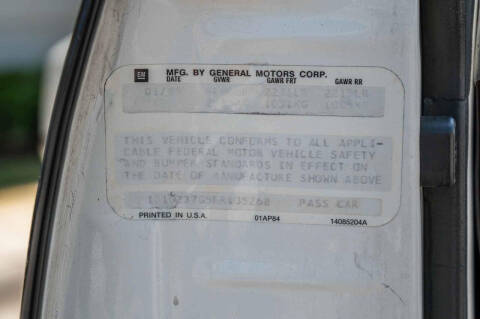 GM
MFG. BY GENERAL MOTORS CORP.
DATE GVWR GAWR FRT GAWR RR
THIS VEHICLE CONFORMS TO ALL APPLI-
CABLE FEDERAL MOTOR VEHICLE SAFETY
AND BUMPER STANDARDS IN EFFECT ON
THE DATE OF MANUFACTURE SHOWN ABOVE
PASS CAR
PRINTED IN U.S.A. 01AP84 14085204A